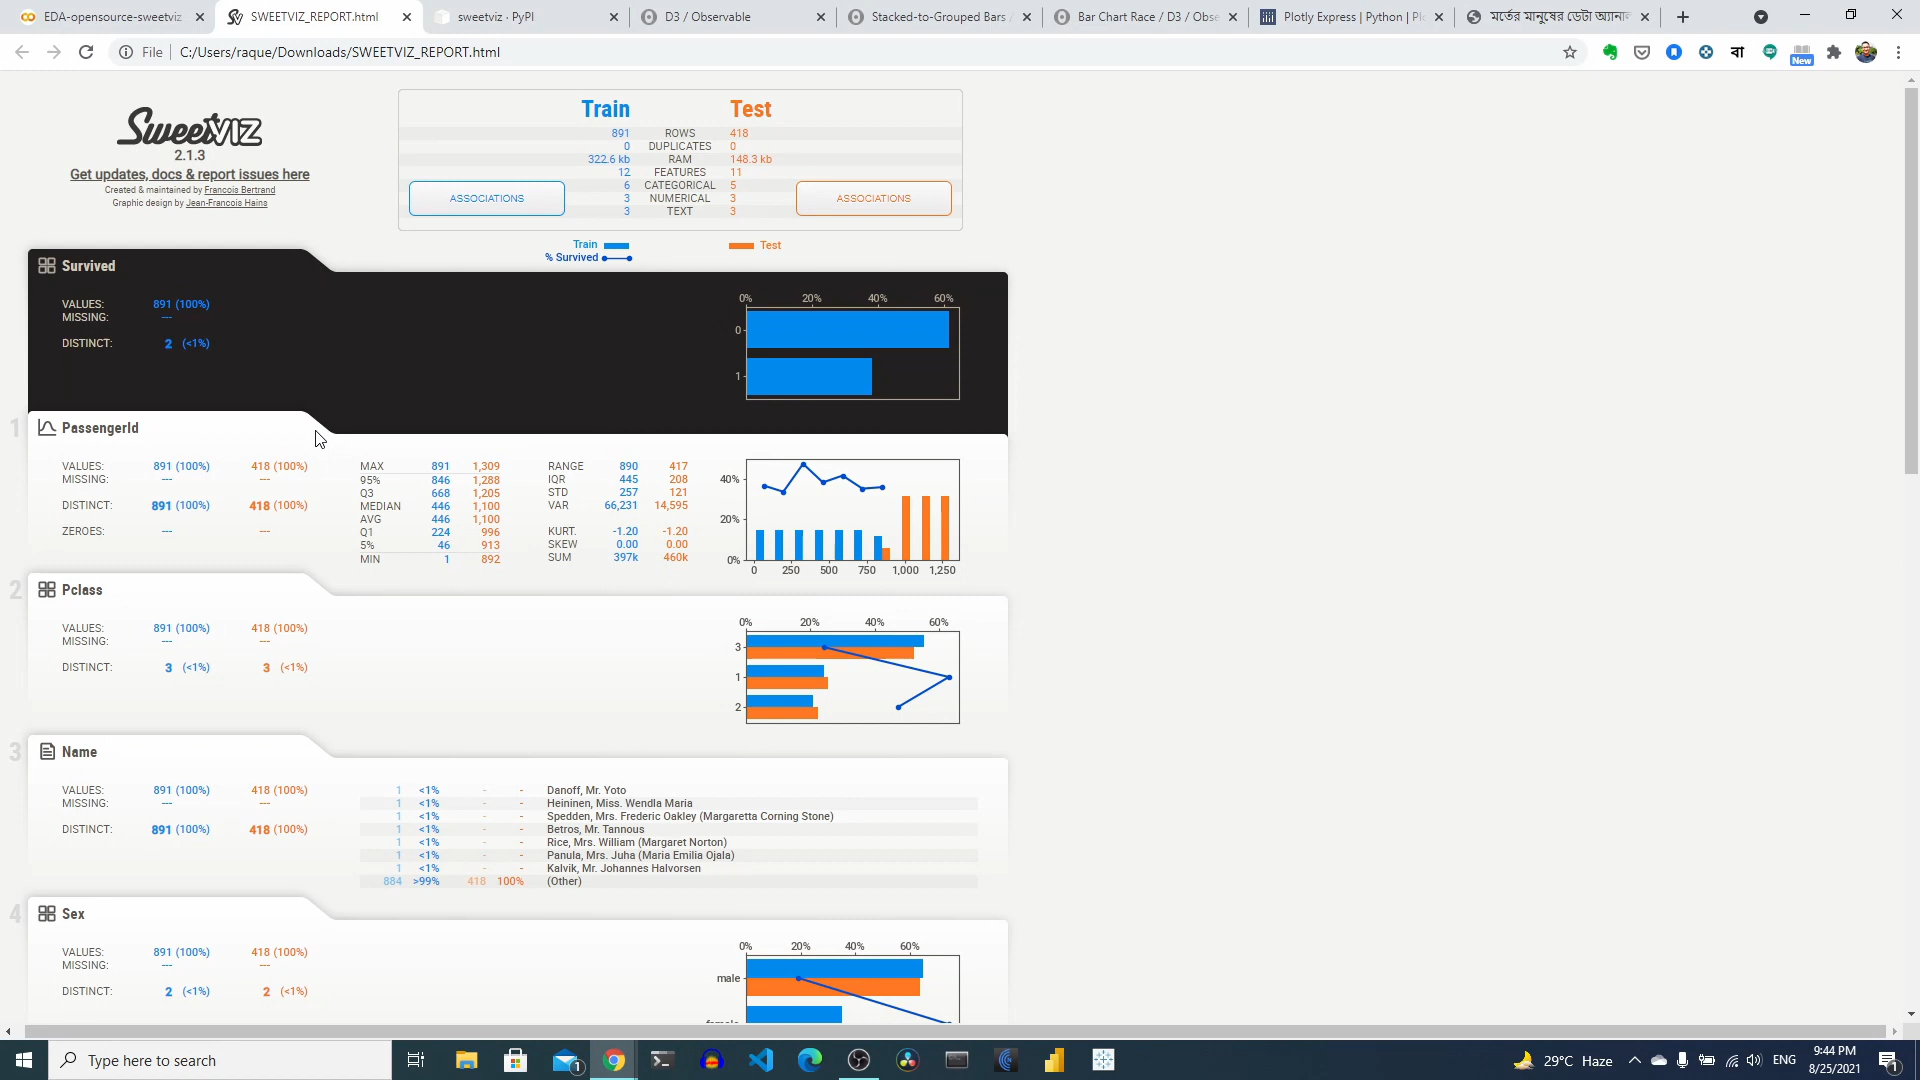 EDA-opensource-sweetviz
SWEETVIZ_REPORT.html
sweetviz · PyPI
D3 / Observable
Stacked-to-Grouped Bars /
Bar Chart Race / D3 / Obse
Plotly Express | Python | Plo
মর্তের মানুষের ডেটা অ্যানাল
File
C:/Users/raque/Downloads/SWEETVIZ_REPORT.html
বা
New
SweetVIZ
2.1.3
Get updates, docs & report issues here
Created & maintained by Francois Bertrand
Graphic design by Jean-Francois Hains
Train Test
891 ROWS 418
0 DUPLICATES 0
322.6 kb RAM 148.3 kb
12 FEATURES 11
6 CATEGORICAL 5
3 NUMERICAL 3
3 TEXT 3
ASSOCIATIONS
ASSOCIATIONS
Train
Test
% Survived
Survived
VALUES: 891 (100%)
MISSING: ---
DISTINCT: 2 (<1%)
0% 20% 40% 60%
0
1
1
PassengerId
VALUES: 891 (100%) 418 (100%)
MISSING: --- ---
DISTINCT: 891 (100%) 418 (100%)
ZEROES: --- ---
MAX 891 1,309
95% 846 1,288
Q3 668 1,205
MEDIAN 446 1,100
AVG 446 1,100
Q1 224 996
5% 46 913
MIN 1 892
RANGE 890 417
IQR 445 208
STD 257 121
VAR 66,231 14,595
KURT. -1.20 -1.20
SKEW 0.00 0.00
SUM 397k 460k
40%
20%
0%
0 250 500 750 1,000 1,250
2
Pclass
VALUES: 891 (100%) 418 (100%)
MISSING: --- ---
DISTINCT: 3 (<1%) 3 (<1%)
0% 20% 40% 60%
3
1
2
3
Name
VALUES: 891 (100%) 418 (100%)
MISSING: --- ---
DISTINCT: 891 (100%) 418 (100%)
1 <1% - - Danoff, Mr. Yoto
1 <1% - - Heininen, Miss. Wendla Maria
1 <1% - - Spedden, Mrs. Frederic Oakley (Margaretta Corning Stone)
1 <1% - - Betros, Mr. Tannous
1 <1% - - Rice, Mrs. William (Margaret Norton)
1 <1% - - Panula, Mrs. Juha (Maria Emilia Ojala)
1 <1% - - Kalvik, Mr. Johannes Halvorsen
884 >99% 418 100% (Other)
4
Sex
VALUES: 891 (100%) 418 (100%)
MISSING: --- ---
DISTINCT: 2 (<1%) 2 (<1%)
0% 20% 40% 60%
male
Type here to search
1
29°C Haze
ENG
9:44 PM
8/25/2021
1